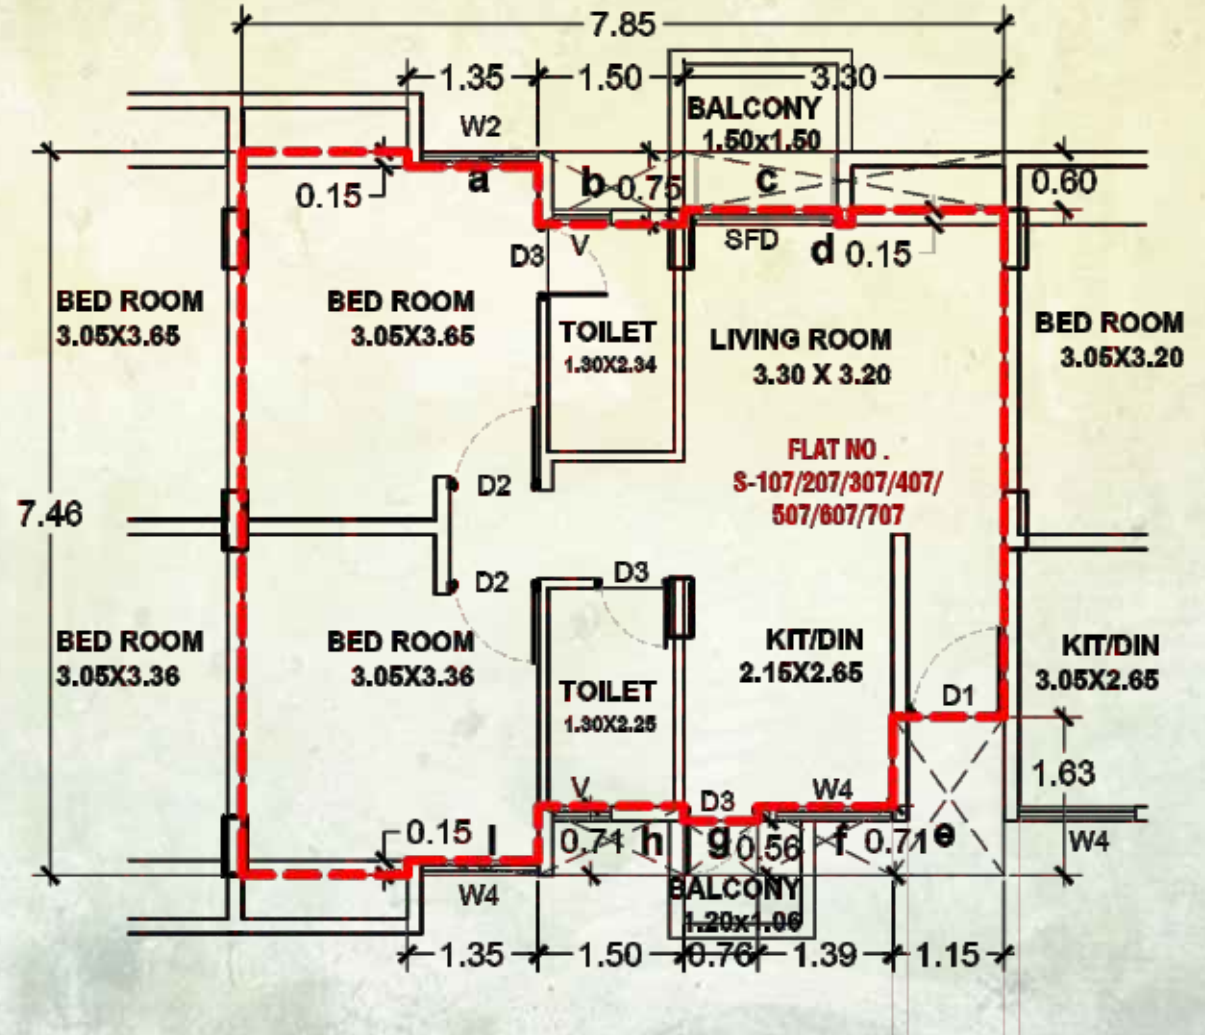 7.85
1.35 1.50 3.30
BALCONY
1.50x1.50
W2
a b 0.75 c 0.60
0.15
D3 V SFD d 0.15
BED ROOM
3.05X3.65
BED ROOM
3.05X3.65
TOILET
1.30X2.34
LIVING ROOM
3.30 X 3.20
BED ROOM
3.05X3.20
FLAT NO .
S-107/207/307/407/
507/607/707
7.46
D2
D2 D3
BED ROOM
3.05X3.36
BED ROOM
3.05X3.36
TOILET
1.30X2.25
KIT/DIN
2.15X2.65
KIT/DIN
3.05X2.65
D1
1.63
V D3 W4
0.15 l 0.71 h g 0.56 f 0.71 e W4
W4
BALCONY
1.20x1.06
1.35 1.50 0.76 1.39 1.15